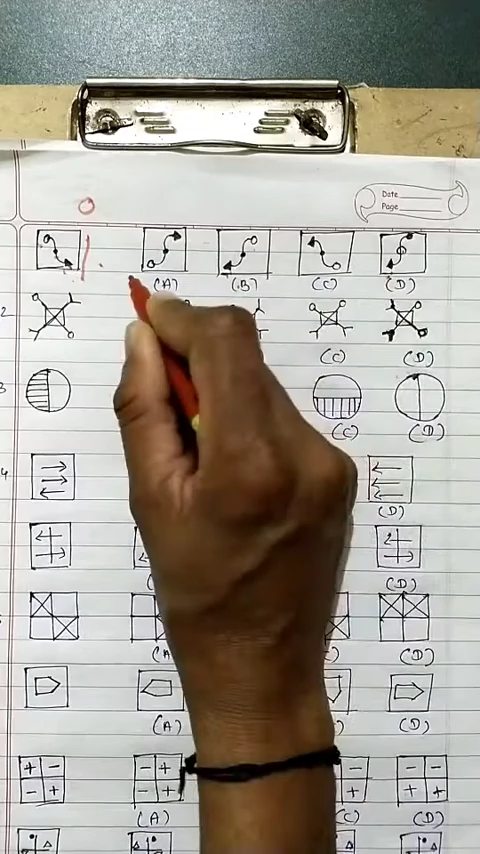 Date
Page
(A) (B) (C) (D)
2
(C) (D)
3
(C) (D)
4
(D)
(D)
(A) (D)
(A) (D)
+ − − + − −
− + − + + + +
(A) (C) (D)